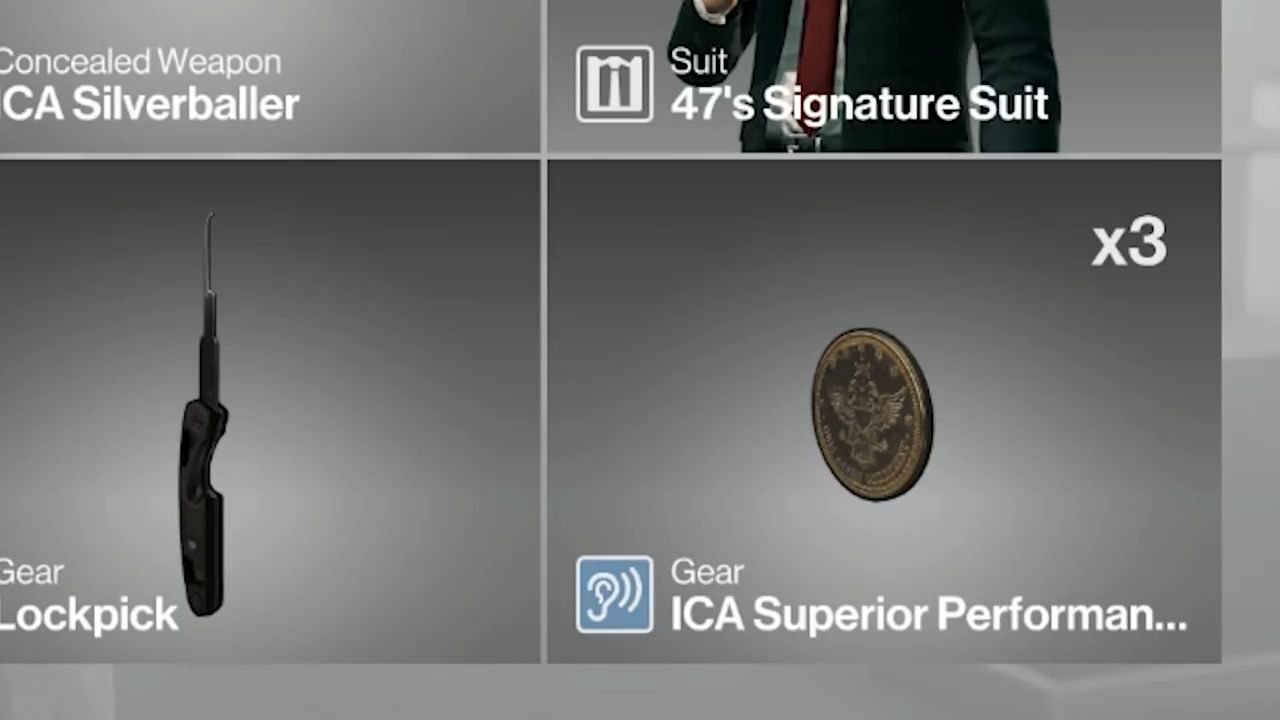 Concealed Weapon
ICA Silverballer
Suit
47's Signature Suit
x3
Gear
Lockpick
Gear
ICA Superior Performan...